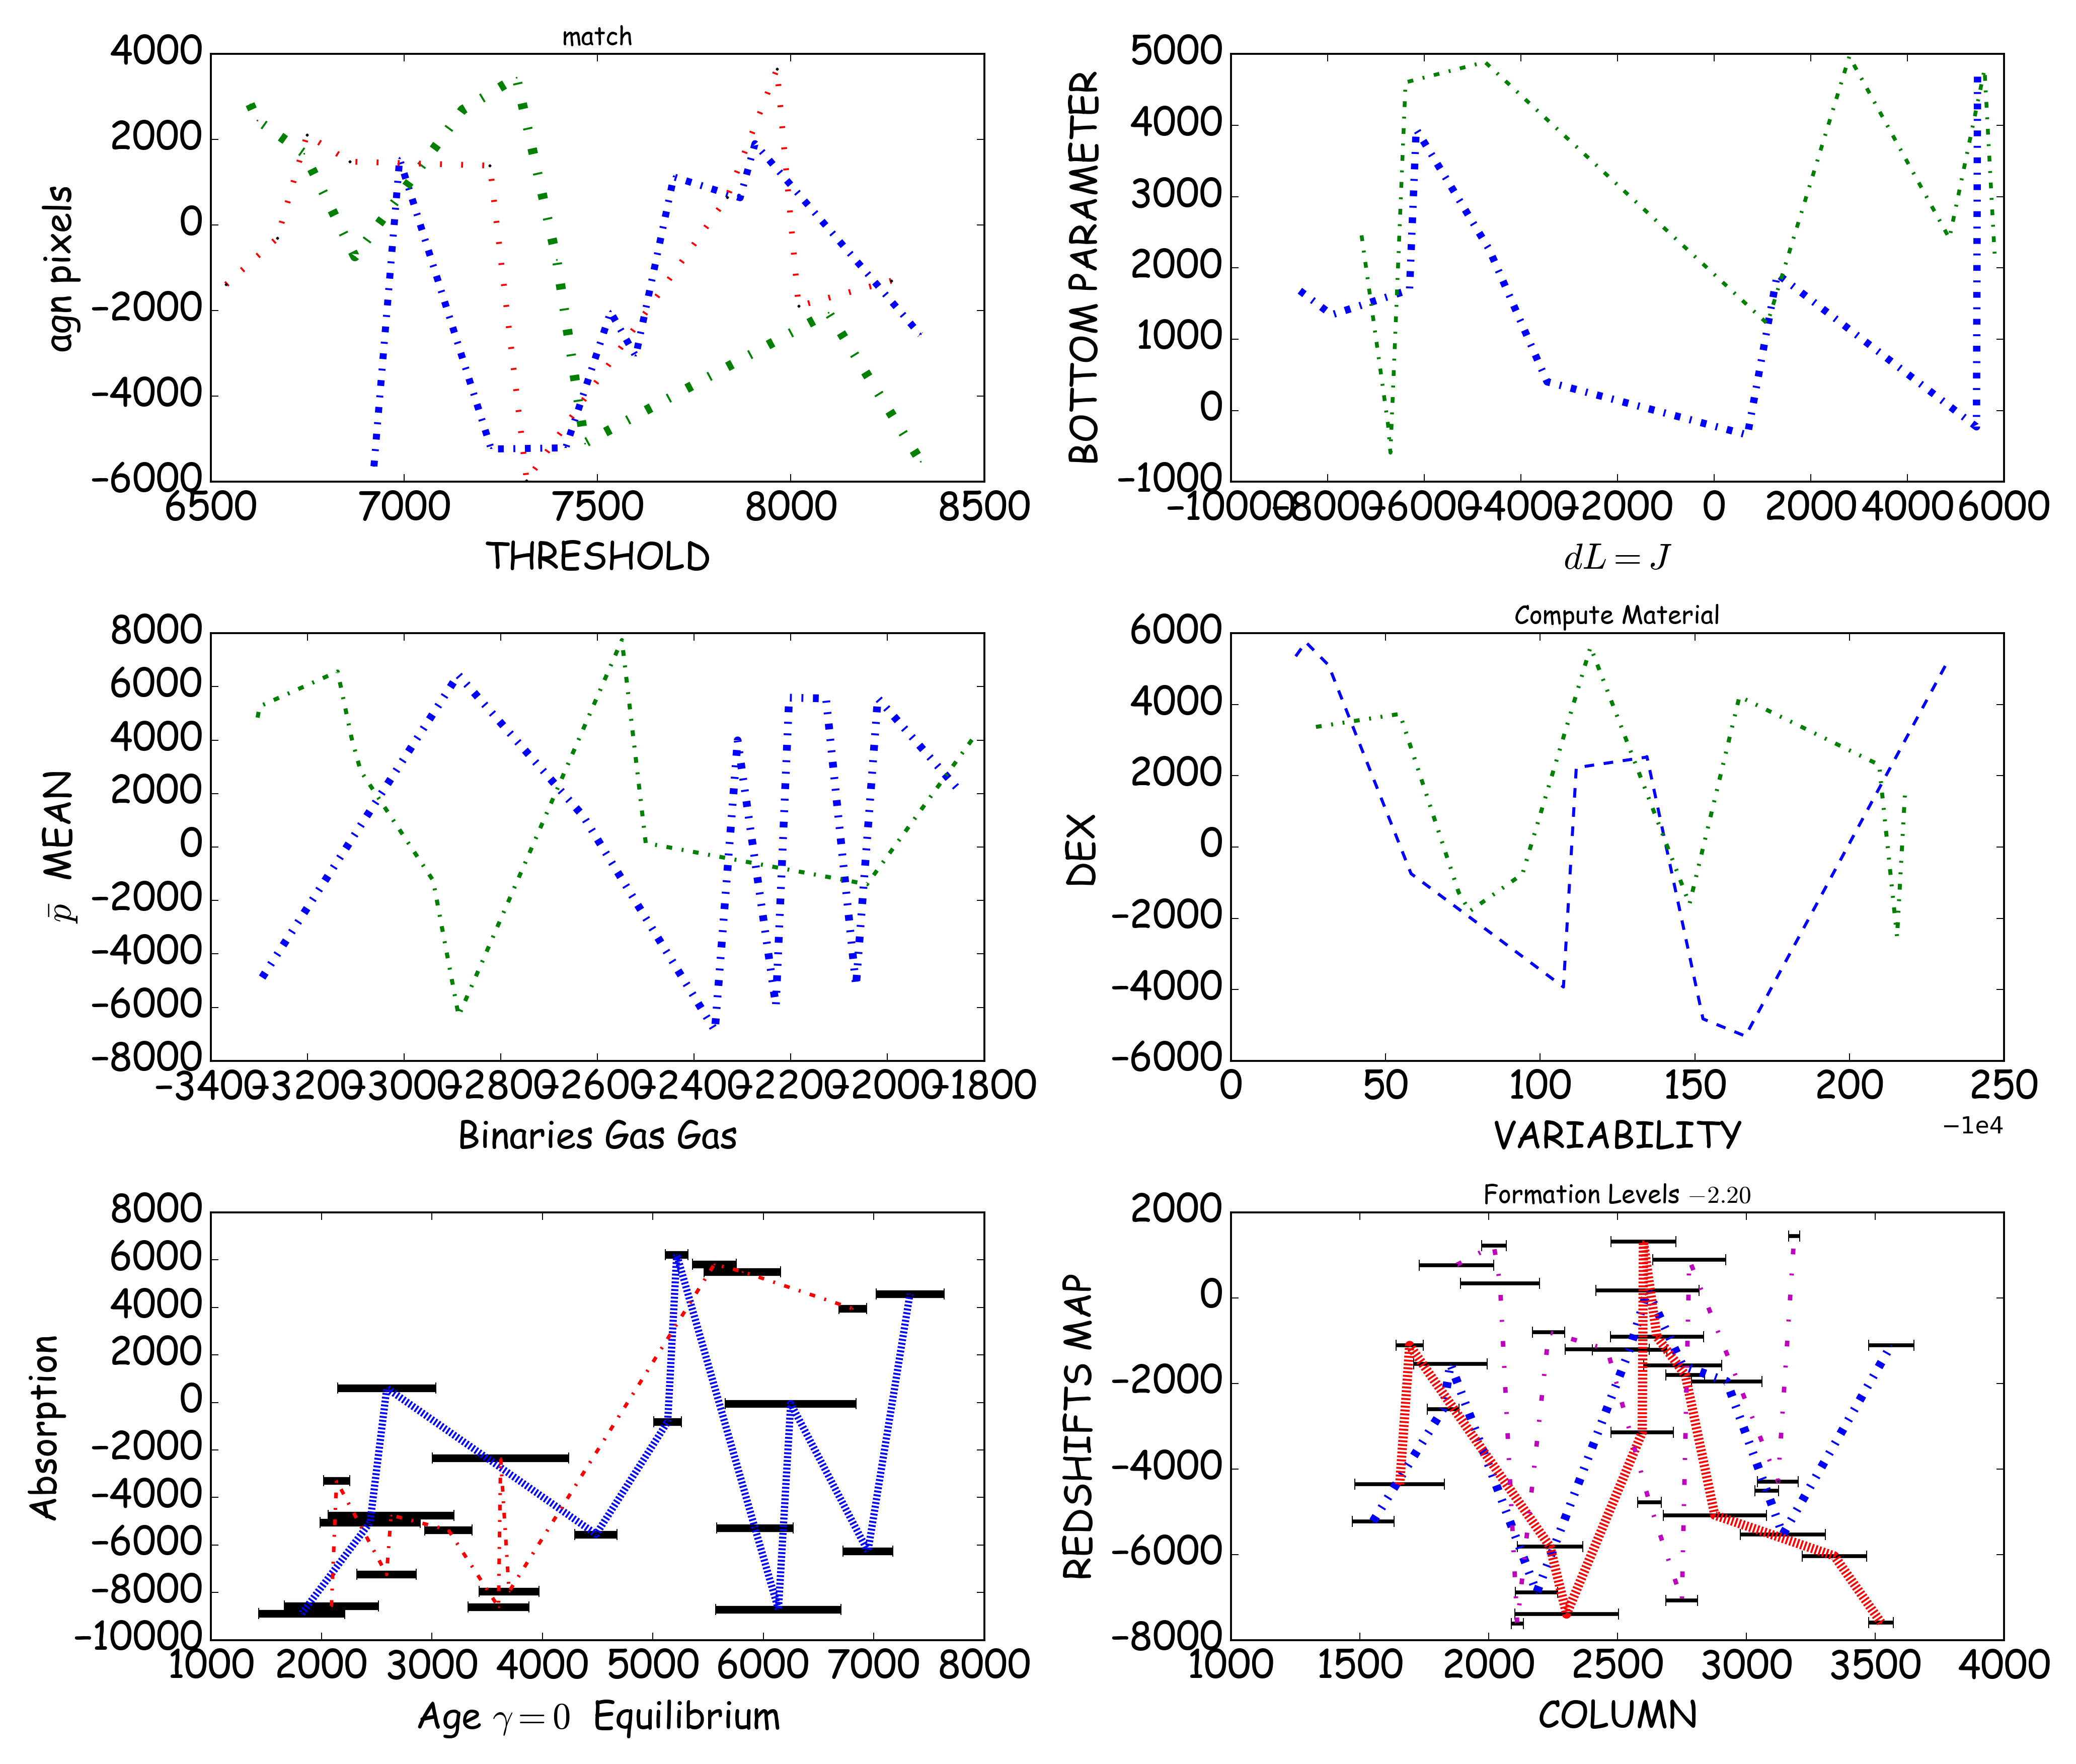 match
4000
2000
0
−2000
−4000
−6000
agn pixels
6500 7000 7500 8000 8500
THRESHOLD
5000
4000
3000
2000
1000
0
−1000
BOTTOM PARAMETER
−10000 −8000 −6000 −4000 −2000 0 2000 4000 6000
dL = J
8000
6000
4000
2000
0
−2000
−4000
−6000
−8000
p̄ MEAN
−3400 −3200 −3000 −2800 −2600 −2400 −2200 −2000 −1800
Binaries Gas Gas
Compute Material
6000
4000
2000
0
−2000
−4000
−6000
DEX
0 50 100 150 200 250
−1e4
VARIABILITY
8000
6000
4000
2000
0
−2000
−4000
−6000
−8000
−10000
Absorption
1000 2000 3000 4000 5000 6000 7000 8000
Age γ = 0 Equilibrium
Formation Levels −2.20
2000
0
−2000
−4000
−6000
−8000
REDSHIFTS MAP
1000 1500 2000 2500 3000 3500 4000
COLUMN